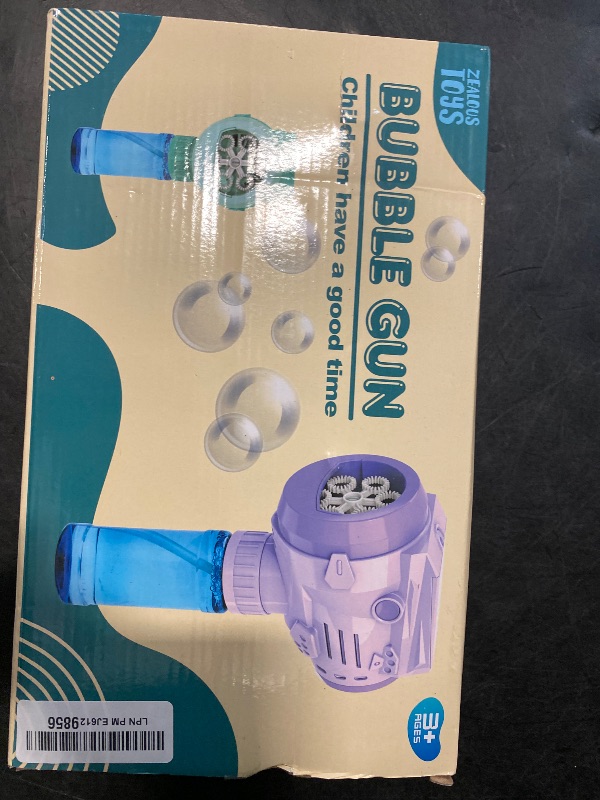 ZEALOUS
TOYS
BUBBLE GUN
Children have a good time
3+
AGES
LPN PM EJ6129856